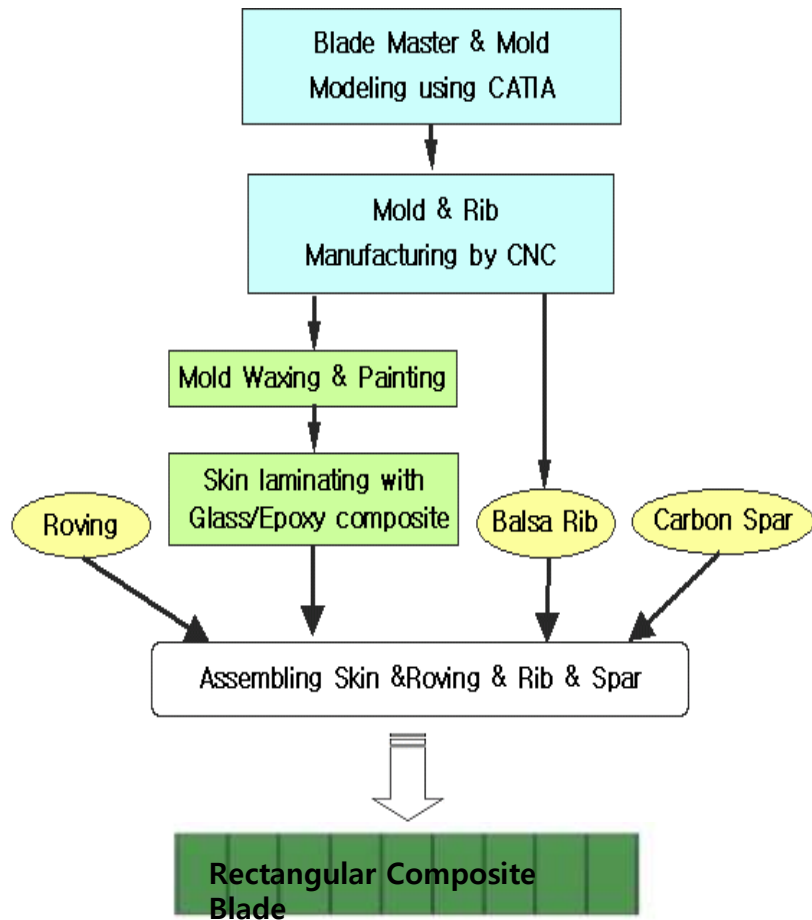 Blade Master & Mold
Modeling using CATIA
Mold & Rib
Manufacturing by CNC
Mold Waxing & Painting
Skin laminating with
Glass/Epoxy composite
Roving
Balsa Rib
Carbon Spar
Assembling Skin &Roving & Rib & Spar
Rectangular Composite
Blade